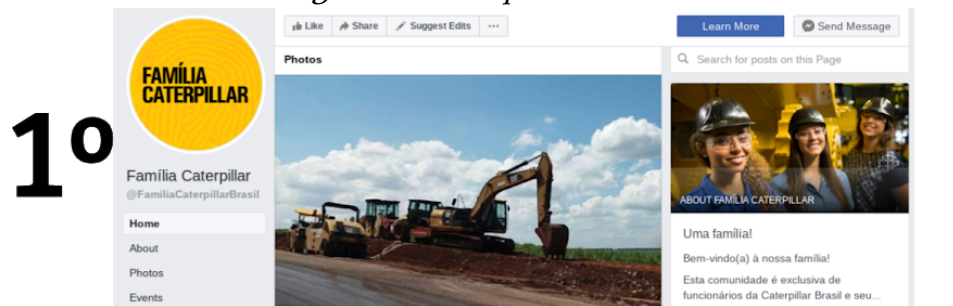 1º
FAMÍLIA
CATERPILLAR
Família Caterpillar
@FamiliaCaterpillarBrasil
Home
About
Photos
Events
Like
Share
Suggest Edits
...
Photos
Learn More
Send Message
Search for posts on this Page
ABOUT FAMÍLIA CATERPILLAR
Uma família!
Bem-vindo(a) à nossa família!
Esta comunidade é exclusiva de
funcionários da Caterpillar Brasil e seu...